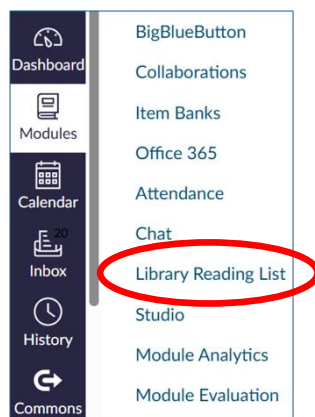 Dashboard
Modules
Calendar
20
Inbox
History
Commons
BigBlueButton
Collaborations
Item Banks
Office 365
Attendance
Chat
Library Reading List
Studio
Module Analytics
Module Evaluation